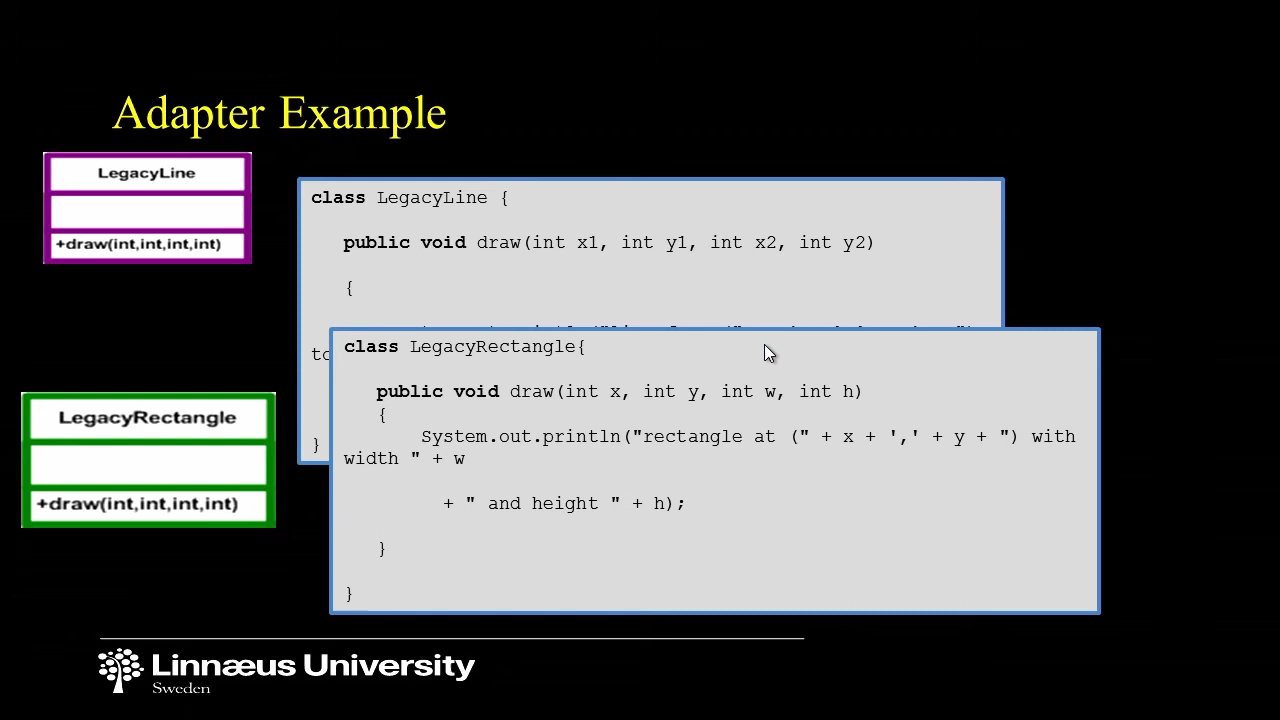 Adapter Example
LegacyLine
+draw(int,int,int,int)
class LegacyLine {
public void draw(int x1, int y1, int x2, int y2)
{
to
}
LegacyRectangle
+draw(int,int,int,int)
class LegacyRectangle{
public void draw(int x, int y, int w, int h)
{
System.out.println("rectangle at (" + x + ',' + y + ") with
width " + w
+ " and height " + h);
}
}
Linnæus University
Sweden